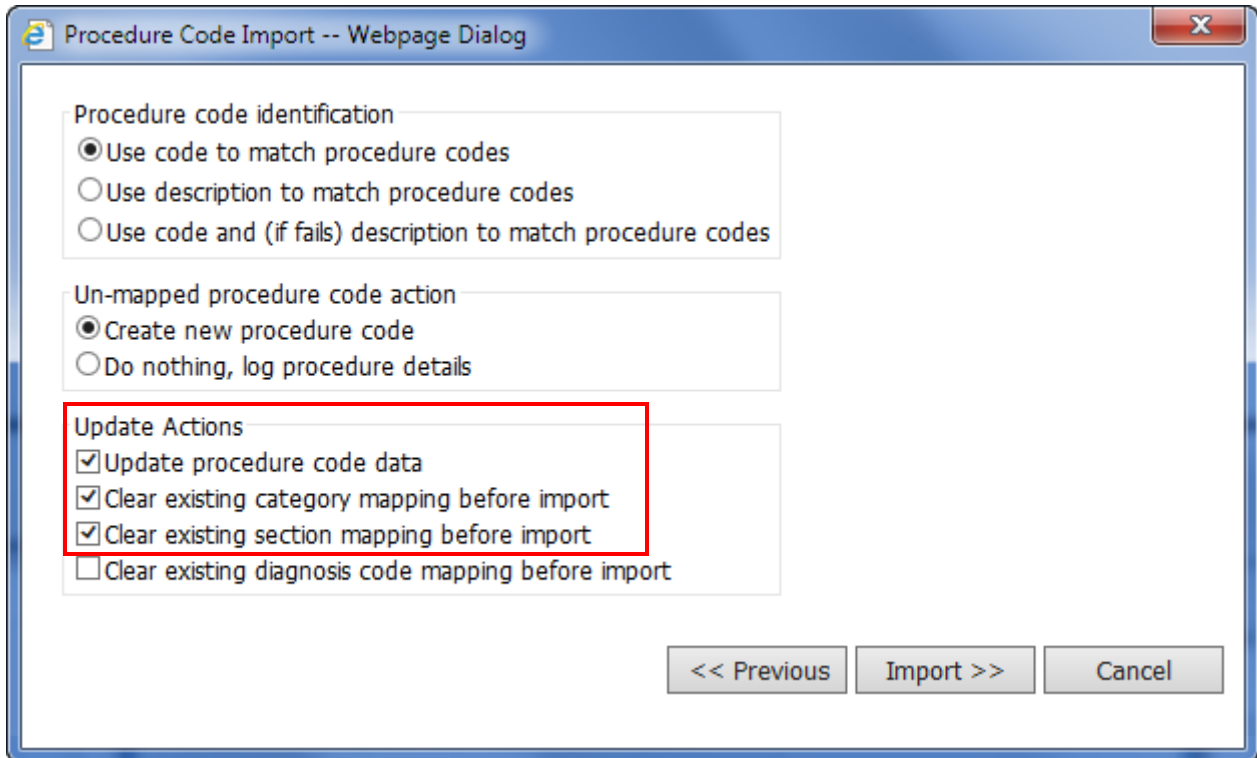 Procedure Code Import -- Webpage Dialog
Procedure code identification
Use code to match procedure codes
Use description to match procedure codes
Use code and (if fails) description to match procedure codes
Un-mapped procedure code action
Create new procedure code
Do nothing, log procedure details
Update Actions
Update procedure code data
Clear existing category mapping before import
Clear existing section mapping before import
Clear existing diagnosis code mapping before import
<< Previous Import >> Cancel